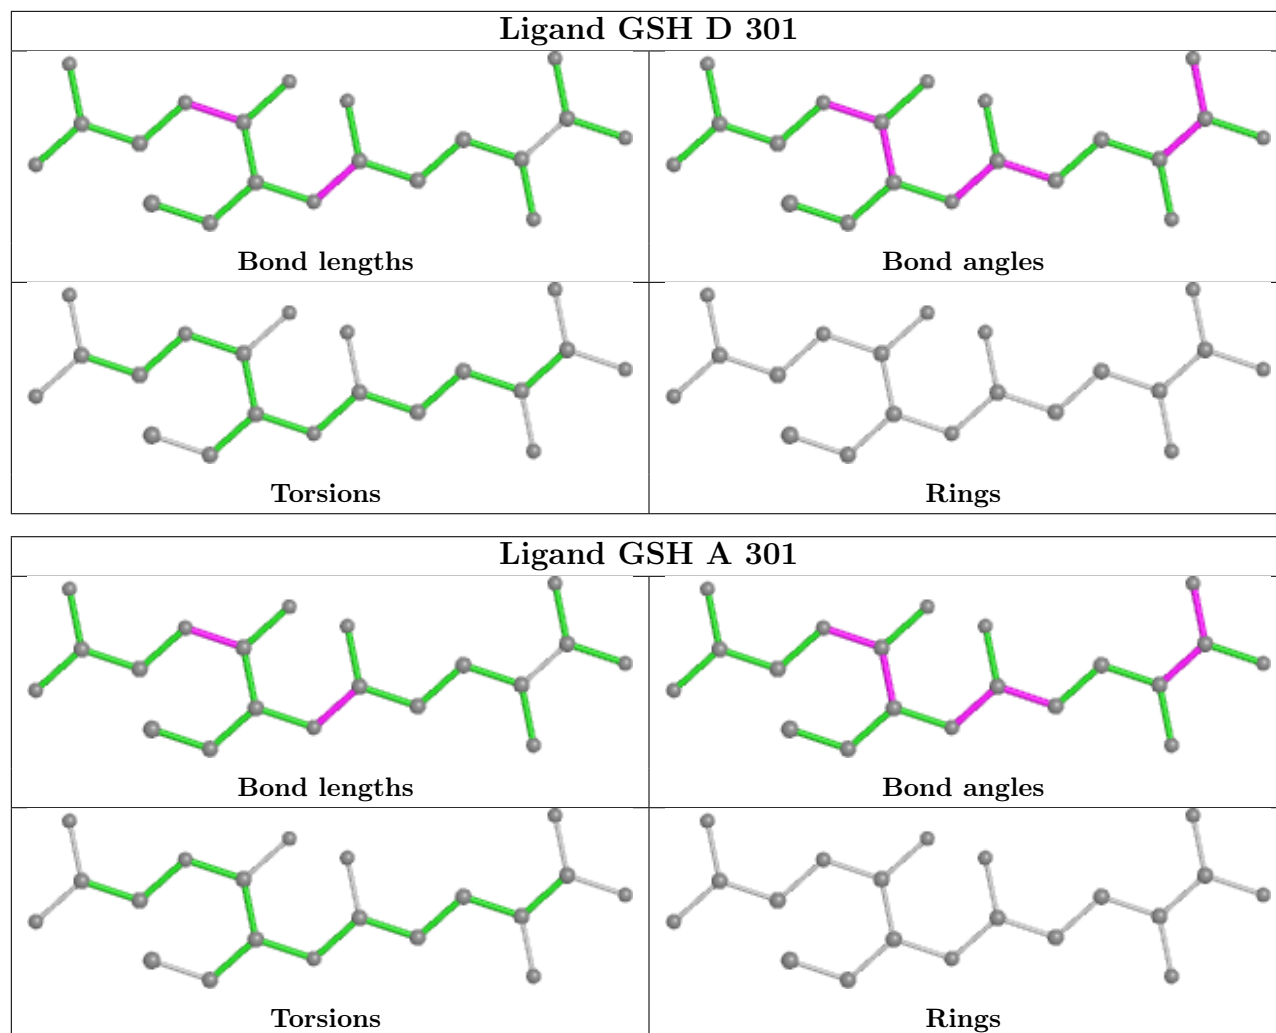 Ligand GSH D 301
Bond lengths
Bond angles
Torsions
Rings
Ligand GSH A 301
Bond lengths
Bond angles
Torsions
Rings